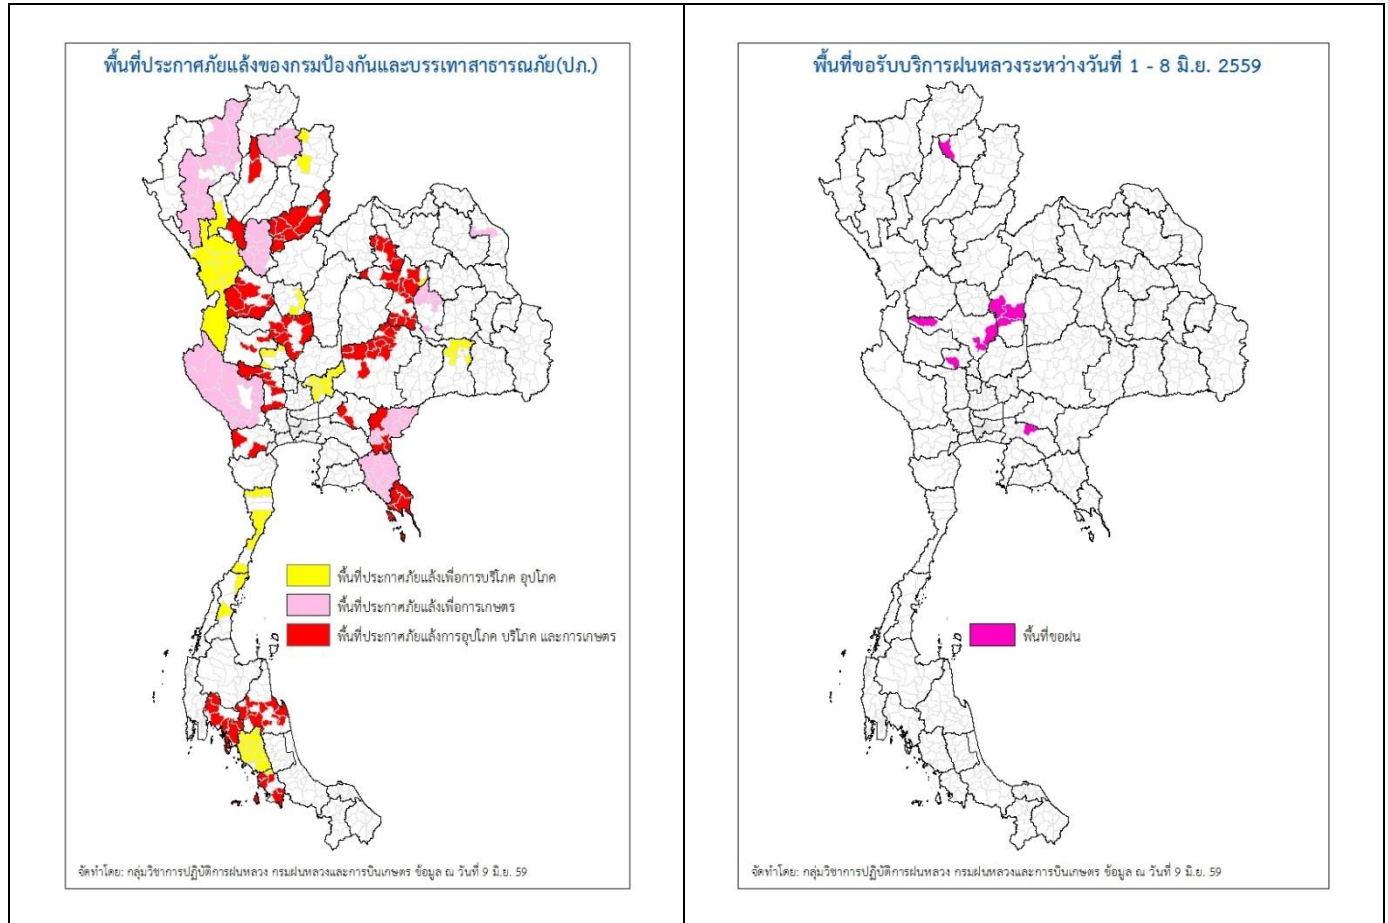 พื้นที่ประกาศภัยแล้งของกรมป้องกันและบรรเทาสาธารณภัย(ปภ.)
พื้นที่ประกาศภัยแล้งเพื่อการบริโภค อุปโภค
พื้นที่ประกาศภัยแล้งเพื่อการเกษตร
พื้นที่ประกาศภัยแล้งการอุปโภค บริโภค และการเกษตร
จัดทำโดย: กลุ่มวิชาการปฏิบัติการฝนหลวง กรมฝนหลวงและการบินเกษตร ข้อมูล ณ วันที่ 9 มิ.ย. 59
พื้นที่ขอรับบริการฝนหลวงระหว่างวันที่ 1 - 8 มิ.ย. 2559
พื้นที่ขอฝน
จัดทำโดย: กลุ่มวิชาการปฏิบัติการฝนหลวง กรมฝนหลวงและการบินเกษตร ข้อมูล ณ วันที่ 9 มิ.ย. 59